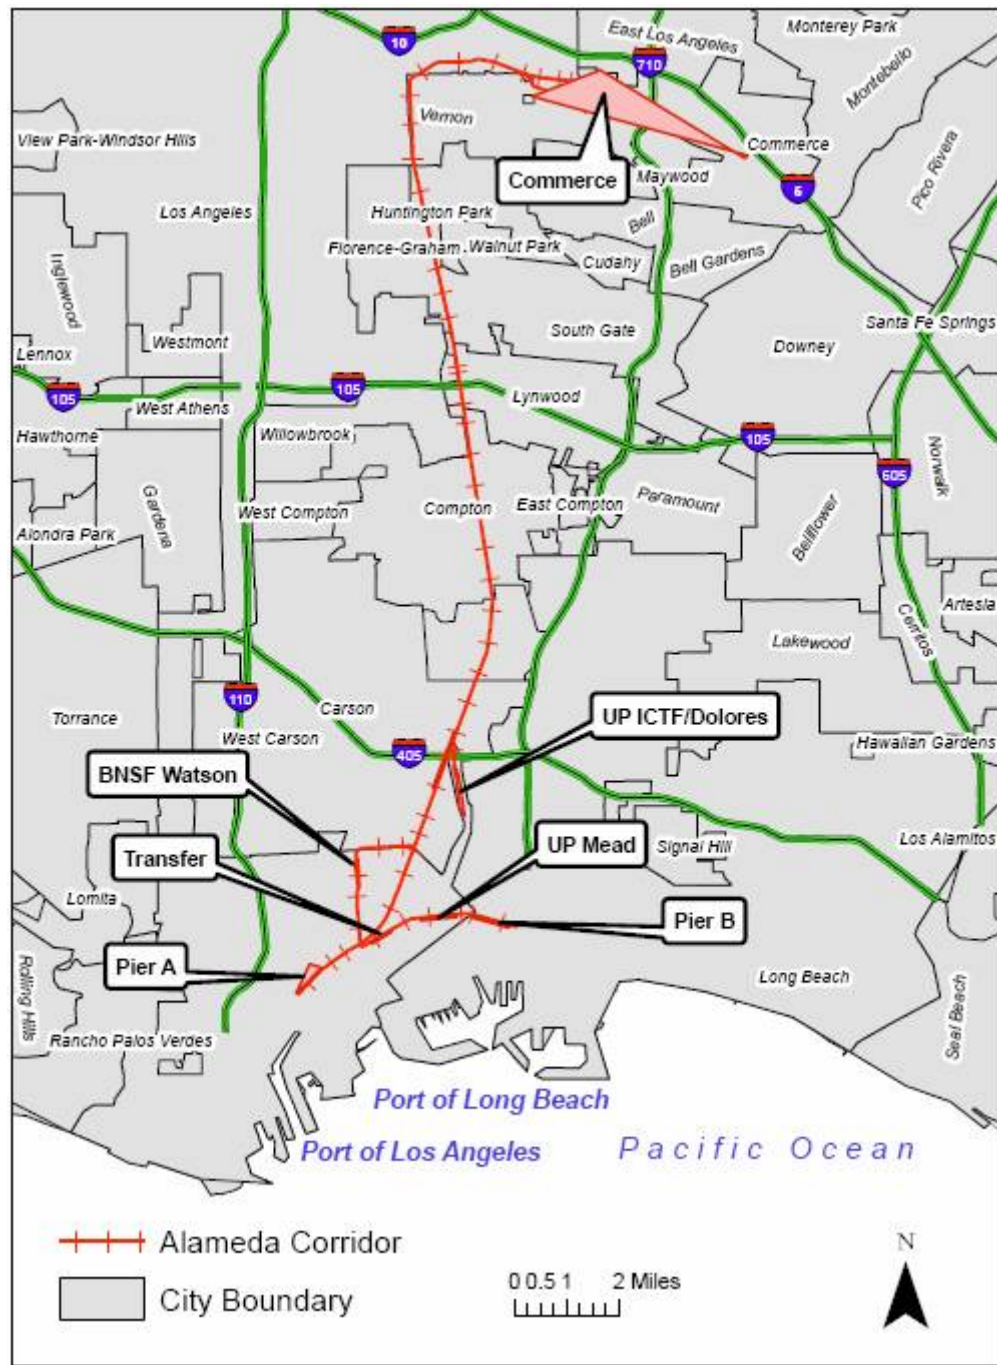 Monterey Park
10
East Los Angeles
710
Montebello
Vernon
View Park-Windsor Hills
Commerce
Pico Rivera
Commerce
Maywood
5
Los Angeles
Huntington Park
Bell
Florence-Graham
Walnut Park
Cudahy
Bell Gardens
Inglewood
Santa Fe Springs
South Gate
Westmont
Downey
Lennox
105
105
Lynwood
West Athens
Hawthorne
Willowbrook
105
Norwalk
605
Gardena
West Compton
Compton
East Compton
Paramount
Bellflower
Alondra Park
Artesia
Cerritos
Lakewood
110
Carson
UP ICTF/Dolores
Torrance
West Carson
405
Hawaiian Gardens
BNSF Watson
Transfer
UP Mead
Signal Hill
Los Alamitos
Lomita
Pier B
Pier A
Rolling Hills
Long Beach
Seal Beach
Rancho Palos Verdes
Port of Long Beach
Port of Los Angeles
Pacific Ocean
Alameda Corridor
N
City Boundary
0 0.5 1 2 Miles